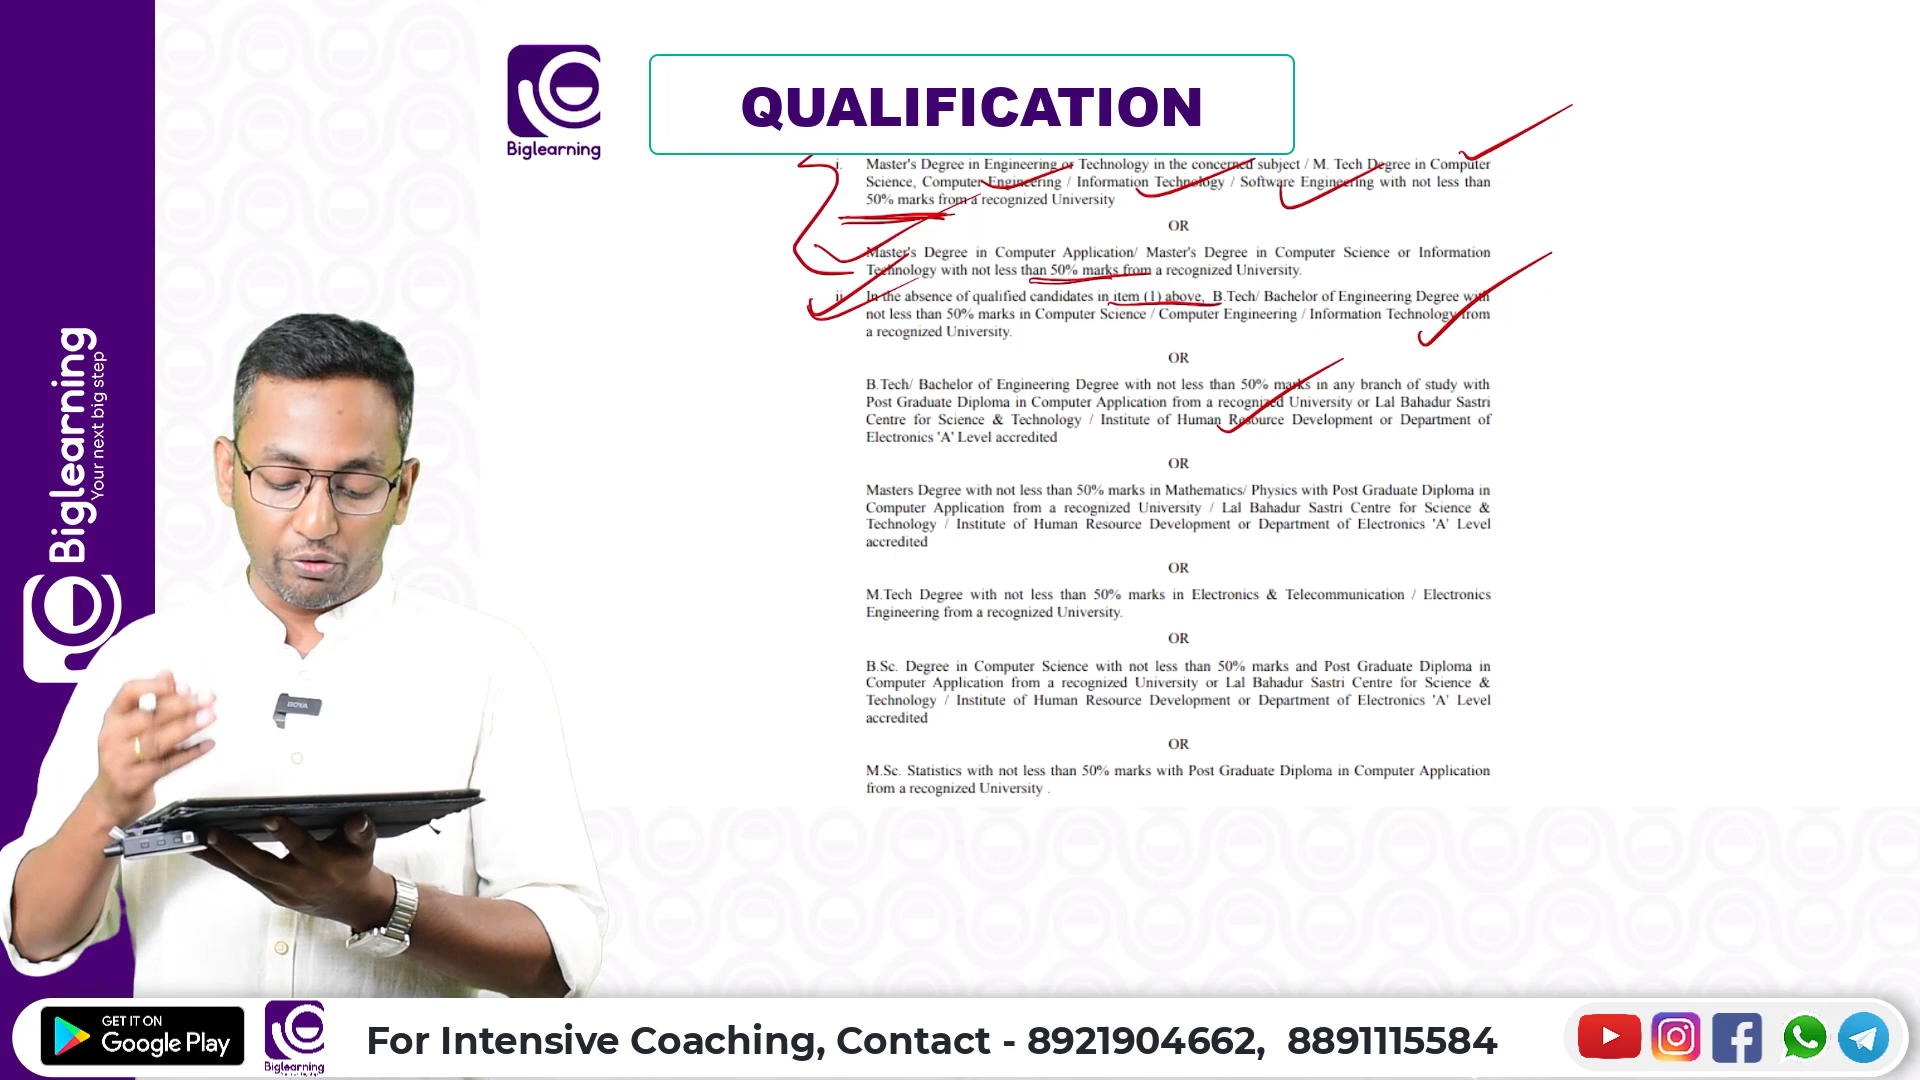 Biglearning
Your next big step
Biglearning
QUALIFICATION
i. Master's Degree in Engineering or Technology in the concerned subject / M. Tech Degree in Computer
Science, Computer Engineering / Information Technology / Software Engineering with not less than
50% marks from a recognized University
OR
Master's Degree in Computer Application/ Master's Degree in Computer Science or Information
Technology with not less than 50% marks from a recognized University.
ii. In the absence of qualified candidates in item (1) above, B.Tech/ Bachelor of Engineering Degree with
not less than 50% marks in Computer Science / Computer Engineering / Information Technology from
a recognized University.
OR
B.Tech/ Bachelor of Engineering Degree with not less than 50% marks in any branch of study with
Post Graduate Diploma in Computer Application from a recognized University or Lal Bahadur Sastri
Centre for Science & Technology / Institute of Human Resource Development or Department of
Electronics 'A' Level accredited
OR
Masters Degree with not less than 50% marks in Mathematics/ Physics with Post Graduate Diploma in
Computer Application from a recognized University / Lal Bahadur Sastri Centre for Science &
Technology / Institute of Human Resource Development or Department of Electronics 'A' Level
accredited
OR
M.Tech Degree with not less than 50% marks in Electronics & Telecommunication / Electronics
Engineering from a recognized University.
OR
B.Sc. Degree in Computer Science with not less than 50% marks and Post Graduate Diploma in
Computer Application from a recognized University or Lal Bahadur Sastri Centre for Science &
Technology / Institute of Human Resource Development or Department of Electronics 'A' Level
accredited
OR
M.Sc. Statistics with not less than 50% marks with Post Graduate Diploma in Computer Application
from a recognized University .
BOYA
GET IT ON
Google Play
Biglearning
For Intensive Coaching, Contact - 8921904662, 8891115584